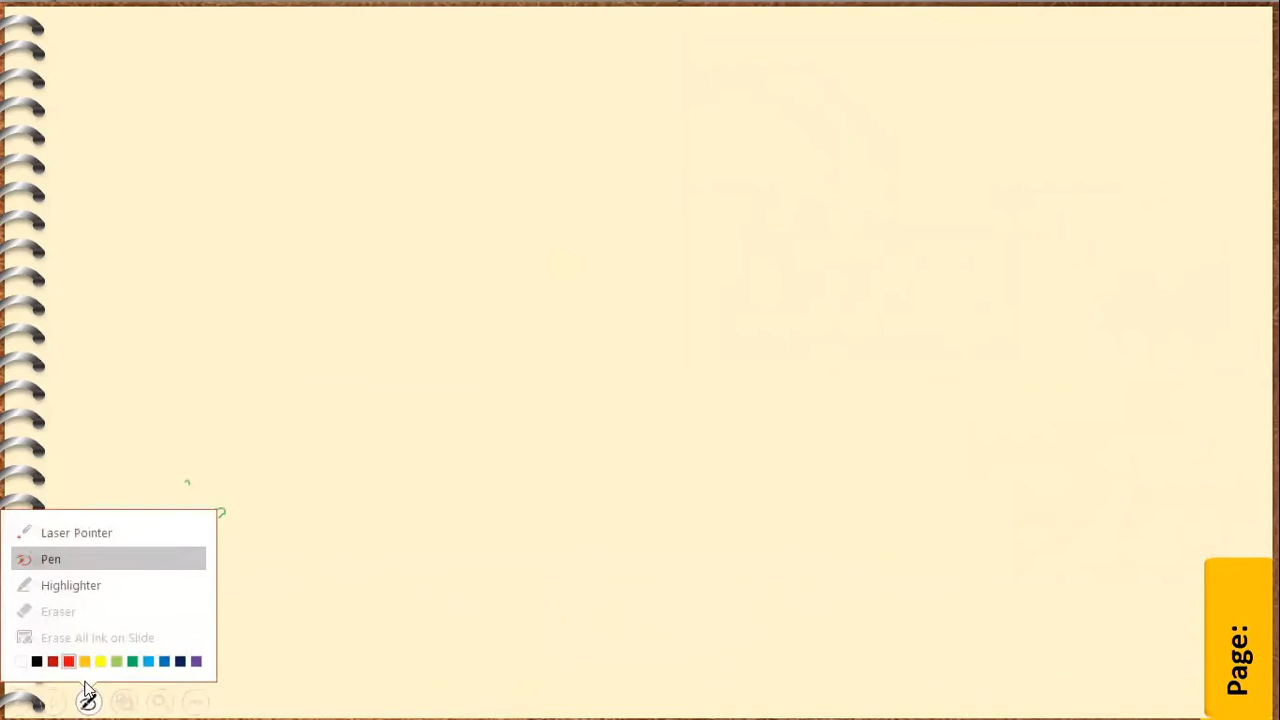 Laser Pointer
Pen
Highlighter
Eraser
Erase All Ink on Slide
Page: